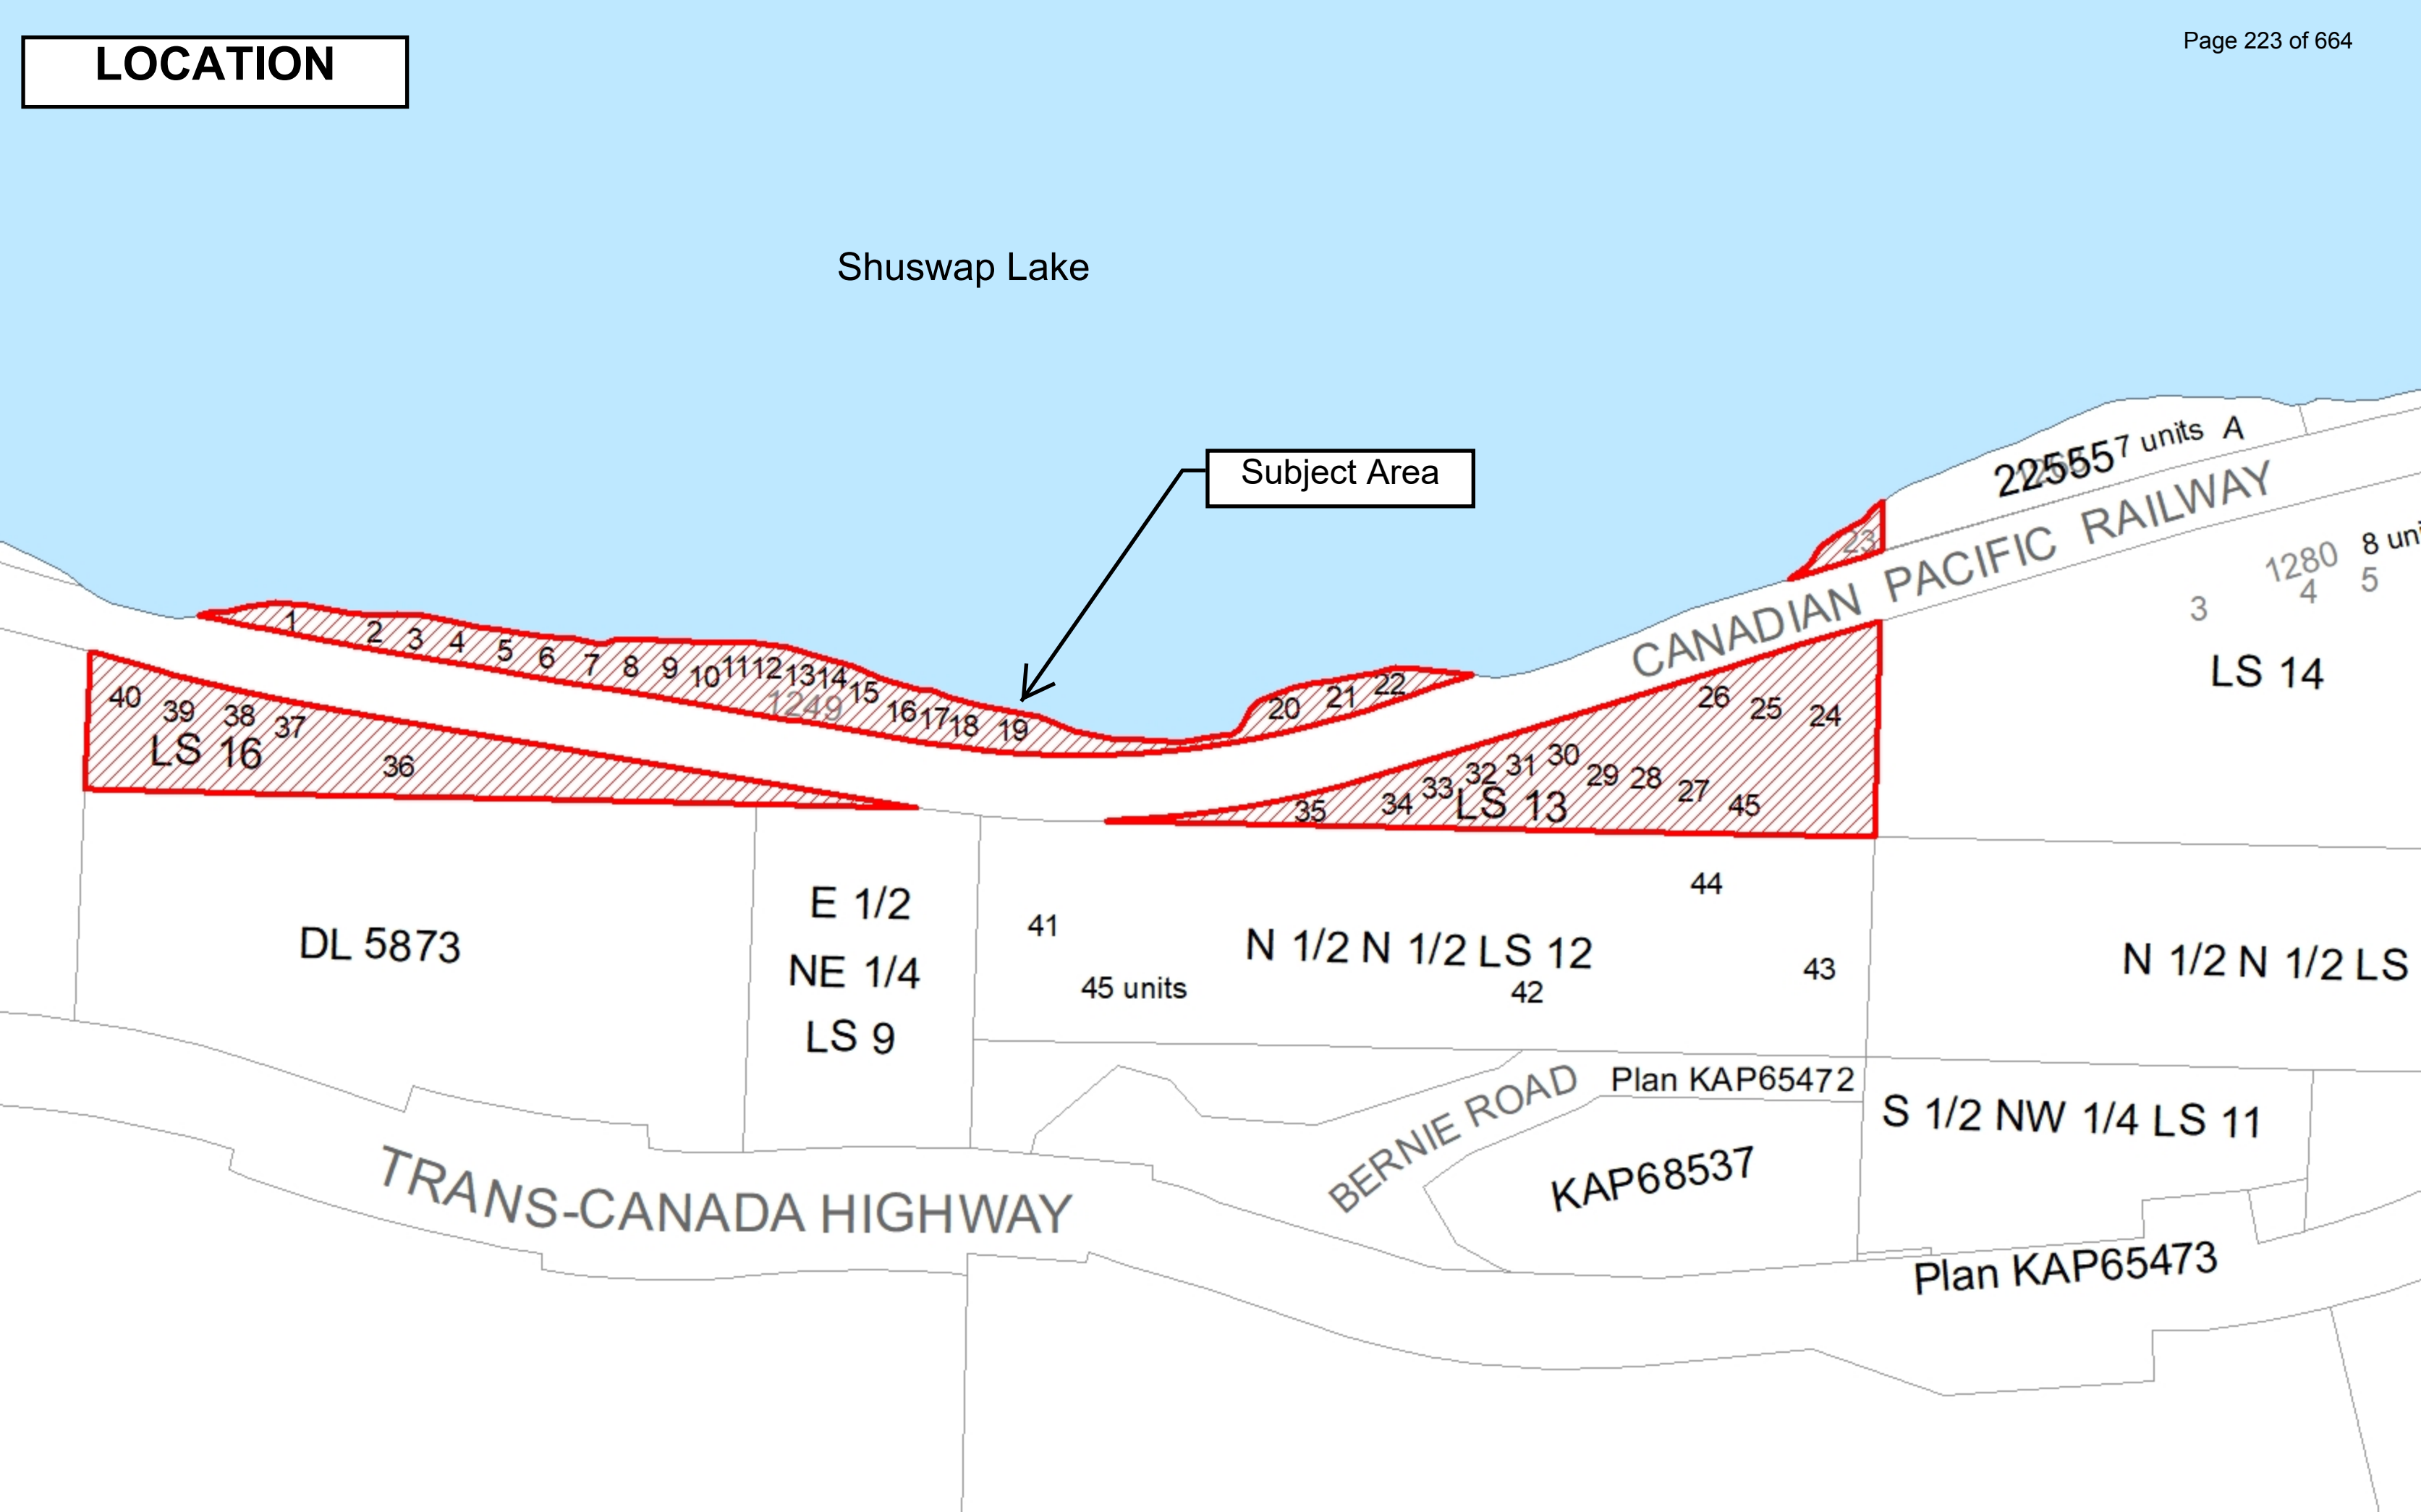 LOCATION
Page 223 of 664
Shuswap Lake
Subject Area
22555 7 units A
CANADIAN PACIFIC RAILWAY
23
1280 8 uni
3 4 5
LS 14
1 2 3 4 5 6 7 8 9 10 11 12 13 14 15 16 17 18 19
1249
20 21 22
40 39 38 37
LS 16
36
26 25 24
35 34 33 32 31 30 29 28 27 45
LS 13
DL 5873
E 1/2
NE 1/4
LS 9
41
45 units
N 1/2 N 1/2 LS 12
42
44
43
N 1/2 N 1/2 LS
BERNIE ROAD
Plan KAP65472
S 1/2 NW 1/4 LS 11
KAP68537
TRANS-CANADA HIGHWAY
Plan KAP65473